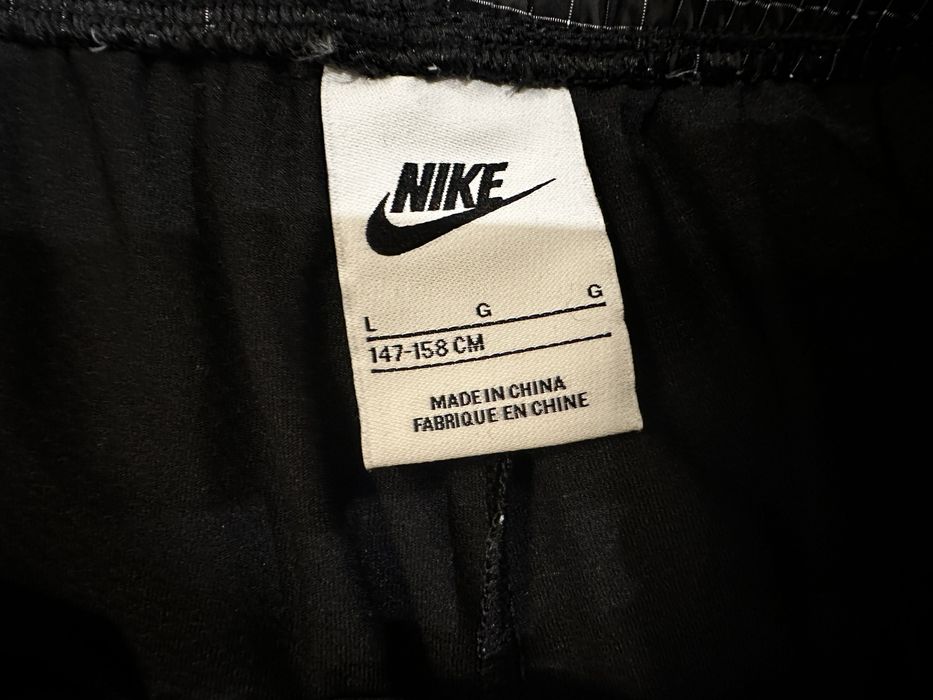 NIKE
L G G
147-158 CM
MADE IN CHINA
FABRIQUE EN CHINE